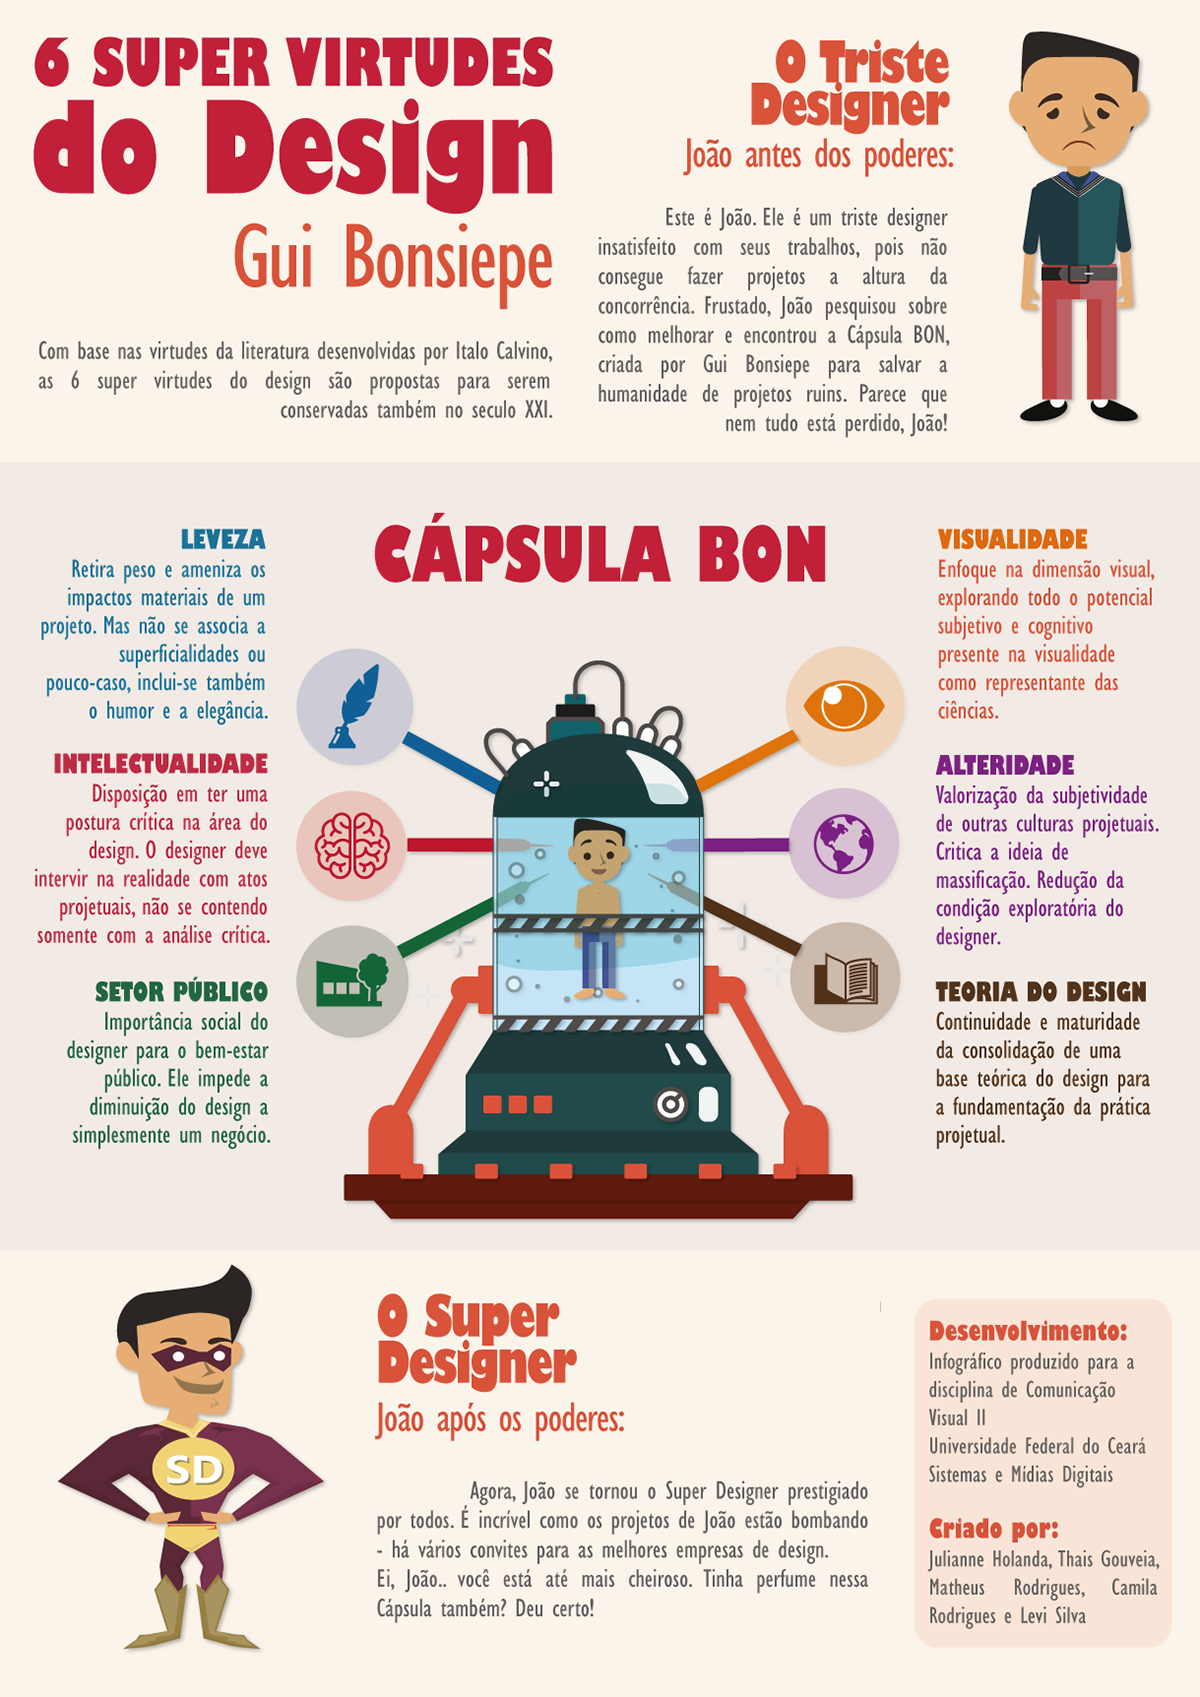 6 SUPER VIRTUDES
do Design
Gui Bonsiepe
Com base nas virtudes da literatura desenvolvidas por Italo Calvino,
as 6 super virtudes do design são propostas para serem
conservadas também no seculo XXI.
O Triste
Designer
João antes dos poderes:
Este é João. Ele é um triste designer
insatisfeito com seus trabalhos, pois não
consegue fazer projetos a altura da
concorrência. Frustado, João pesquisou sobre
como melhorar e encontrou a Cápsula BON,
criada por Gui Bonsiepe para salvar a
humanidade de projetos ruins. Parece que
nem tudo está perdido, João!
CÁPSULA BON
LEVEZA
Retira peso e ameniza os
impactos materiais de um
projeto. Mas não se associa a
superficialidades ou
pouco-caso, inclui-se também
o humor e a elegância.
INTELECTUALIDADE
Disposição em ter uma
postura crítica na área do
design. O designer deve
intervir na realidade com atos
projetuais, não se contendo
somente com a análise crítica.
SETOR PÚBLICO
Importância social do
designer para o bem-estar
público. Ele impede a
diminuição do design a
simplesmente um negócio.
VISUALIDADE
Enfoque na dimensão visual,
explorando todo o potencial
subjetivo e cognitivo
presente na visualidade
como representante das
ciências.
ALTERIDADE
Valorização da subjetividade
de outras culturas projetuais.
Critica a ideia de
massificação. Redução da
condição exploratória do
designer.
TEORIA DO DESIGN
Continuidade e maturidade
da consolidação de uma
base teórica do design para
a fundamentação da prática
projetual.
SD
O Super
Designer
João após os poderes:
Agora, João se tornou o Super Designer prestigiado
por todos. É incrível como os projetos de João estão bombando
- há vários convites para as melhores empresas de design.
Ei, João.. você está até mais cheiroso. Tinha perfume nessa
Cápsula também? Deu certo!
Desenvolvimento:
Infográfico produzido para a
disciplina de Comunicação
Visual II
Universidade Federal do Ceará
Sistemas e Mídias Digitais
Criado por:
Julianne Holanda, Thais Gouveia,
Matheus Rodrigues, Camila
Rodrigues e Levi Silva